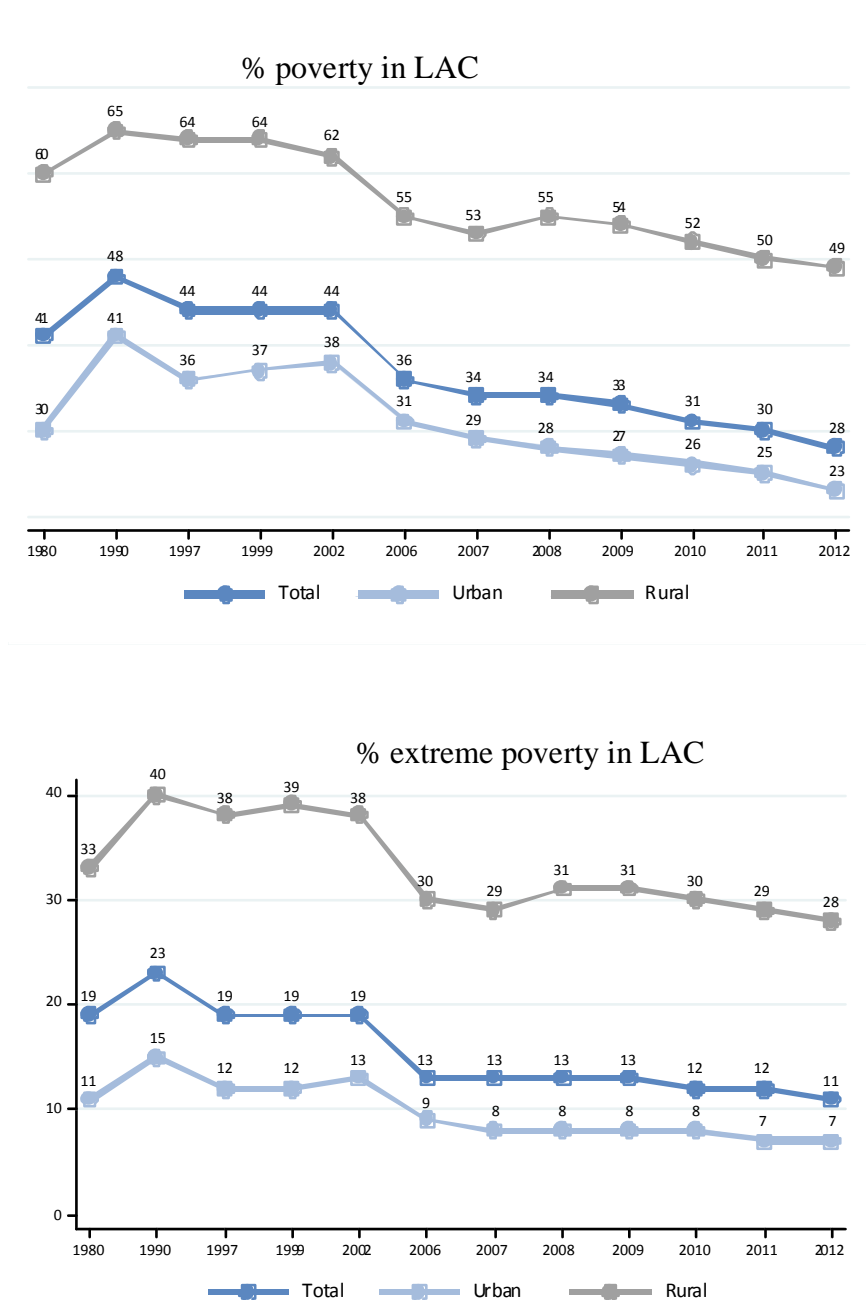 % poverty in LAC
65
64 64
62
60
55 55
53 54
52
50 49
48
44 44 44
41
41
36 37 38
36
34 34 33
31 30
28
30
31
29 28 27 26 25
23
1980 1990 1997 1999 2002 2006 2007 2008 2009 2010 2011 2012
Total Urban Rural
% extreme poverty in LAC
40
40
38 39 38
33
30
30 29 31 31 30 29 28
23
20
19 19 19 19
13 13 13 13 12 12 11
15
11 12 12 13
10
9 8 8 8 8 7 7
0
1980 1990 1997 1999 2002 2006 2007 2008 2009 2010 2011 2012
Total Urban Rural